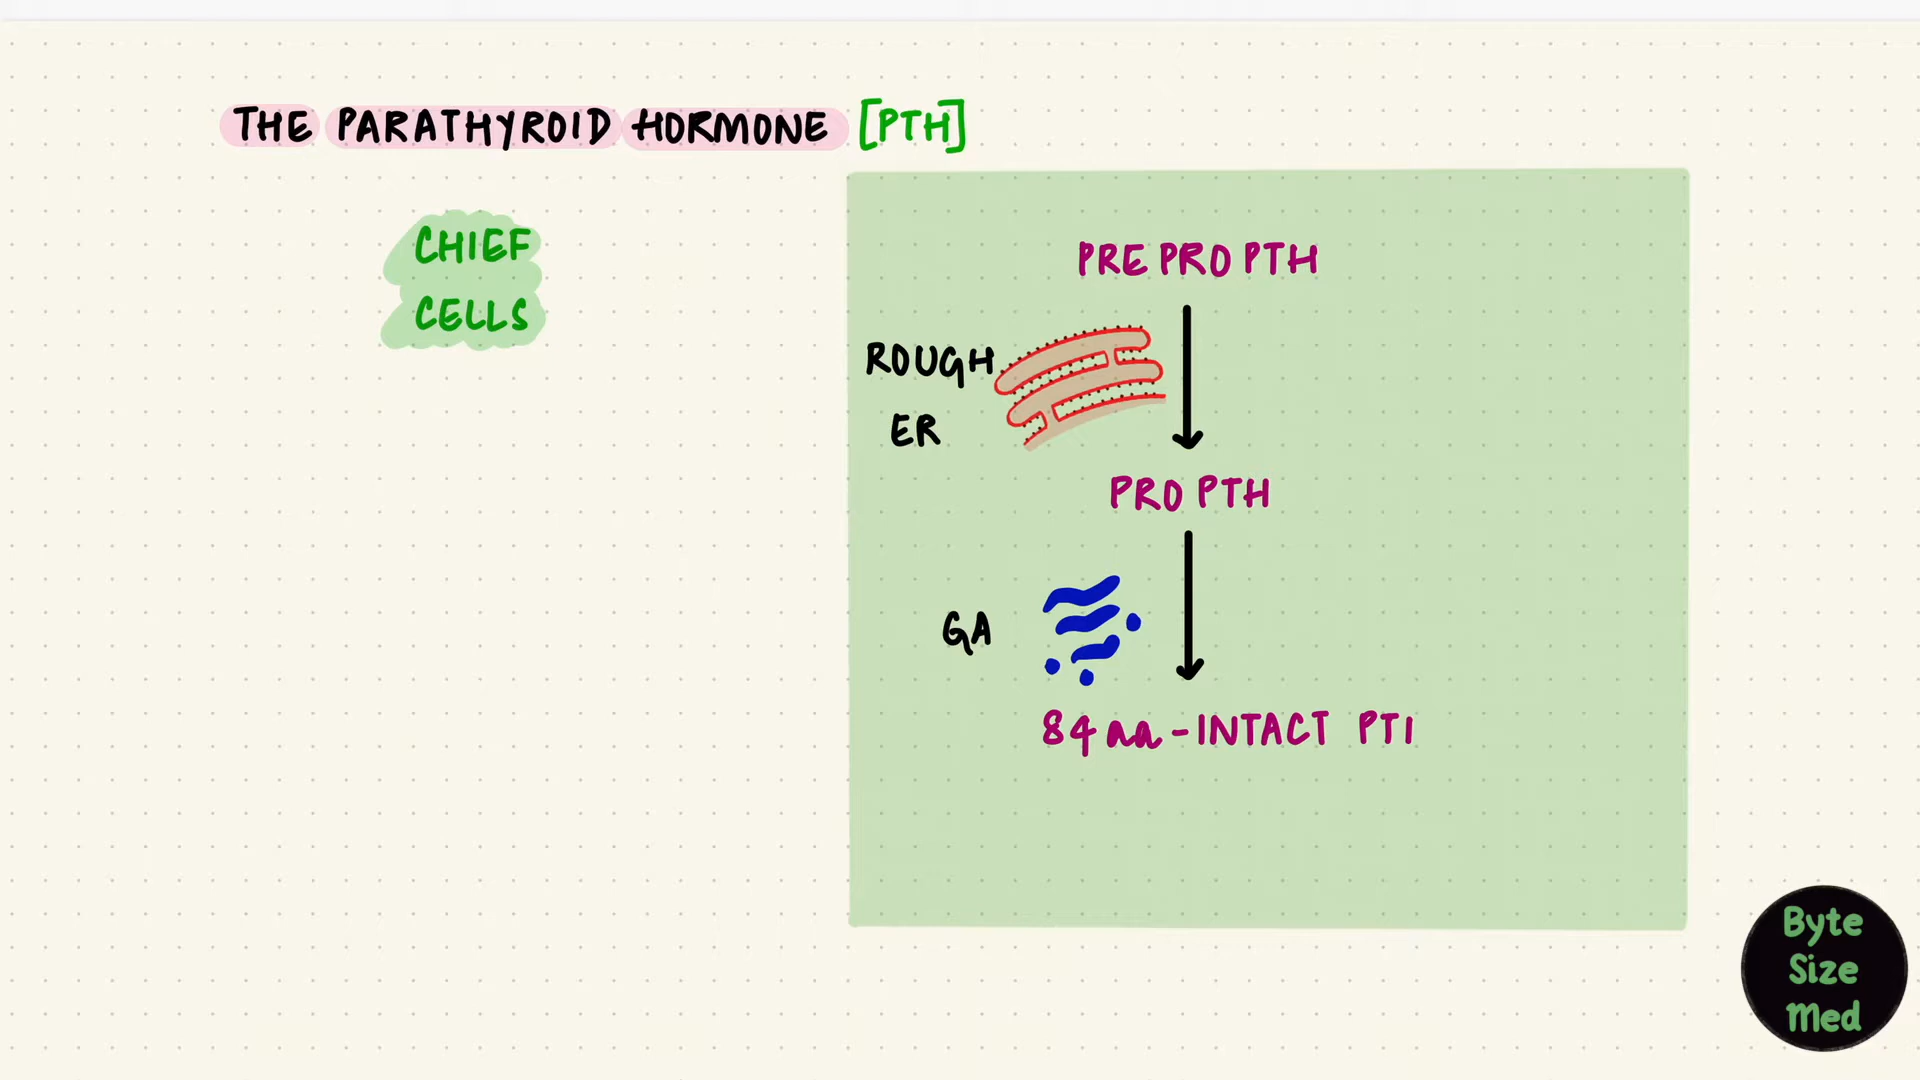 THE PARATHYROID HORMONE [PTH]
CHIEF
CELLS
PRE PRO PTH
ROUGH
ER
PRO PTH
GA
84 aa - INTACT PTI
Byte
Size
Med